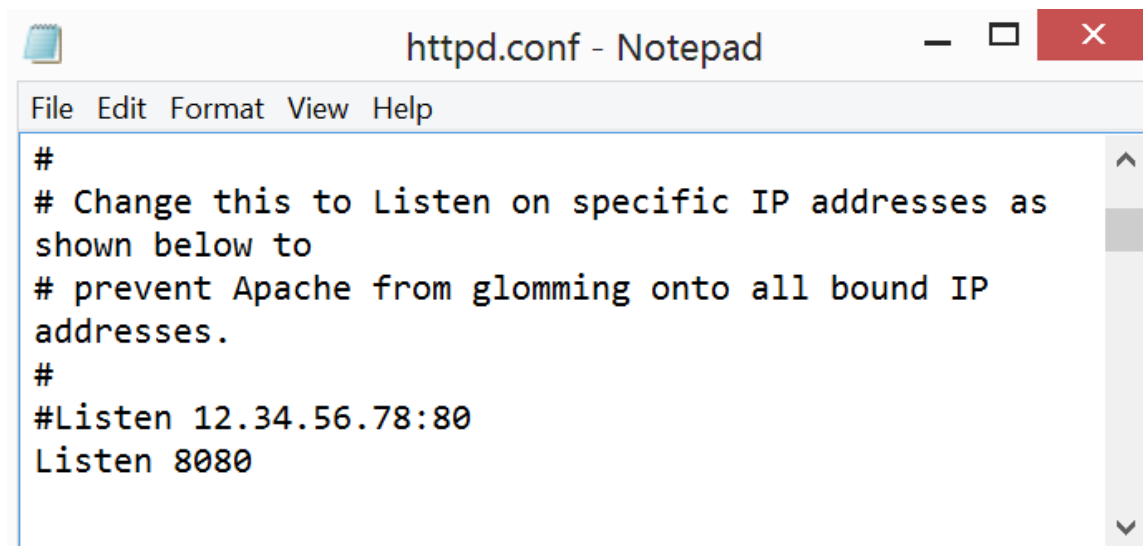 httpd.conf - Notepad
File Edit Format View Help
#
# Change this to Listen on specific IP addresses as
shown below to
# prevent Apache from glomming onto all bound IP
addresses.
#
#Listen 12.34.56.78:80
Listen 8080